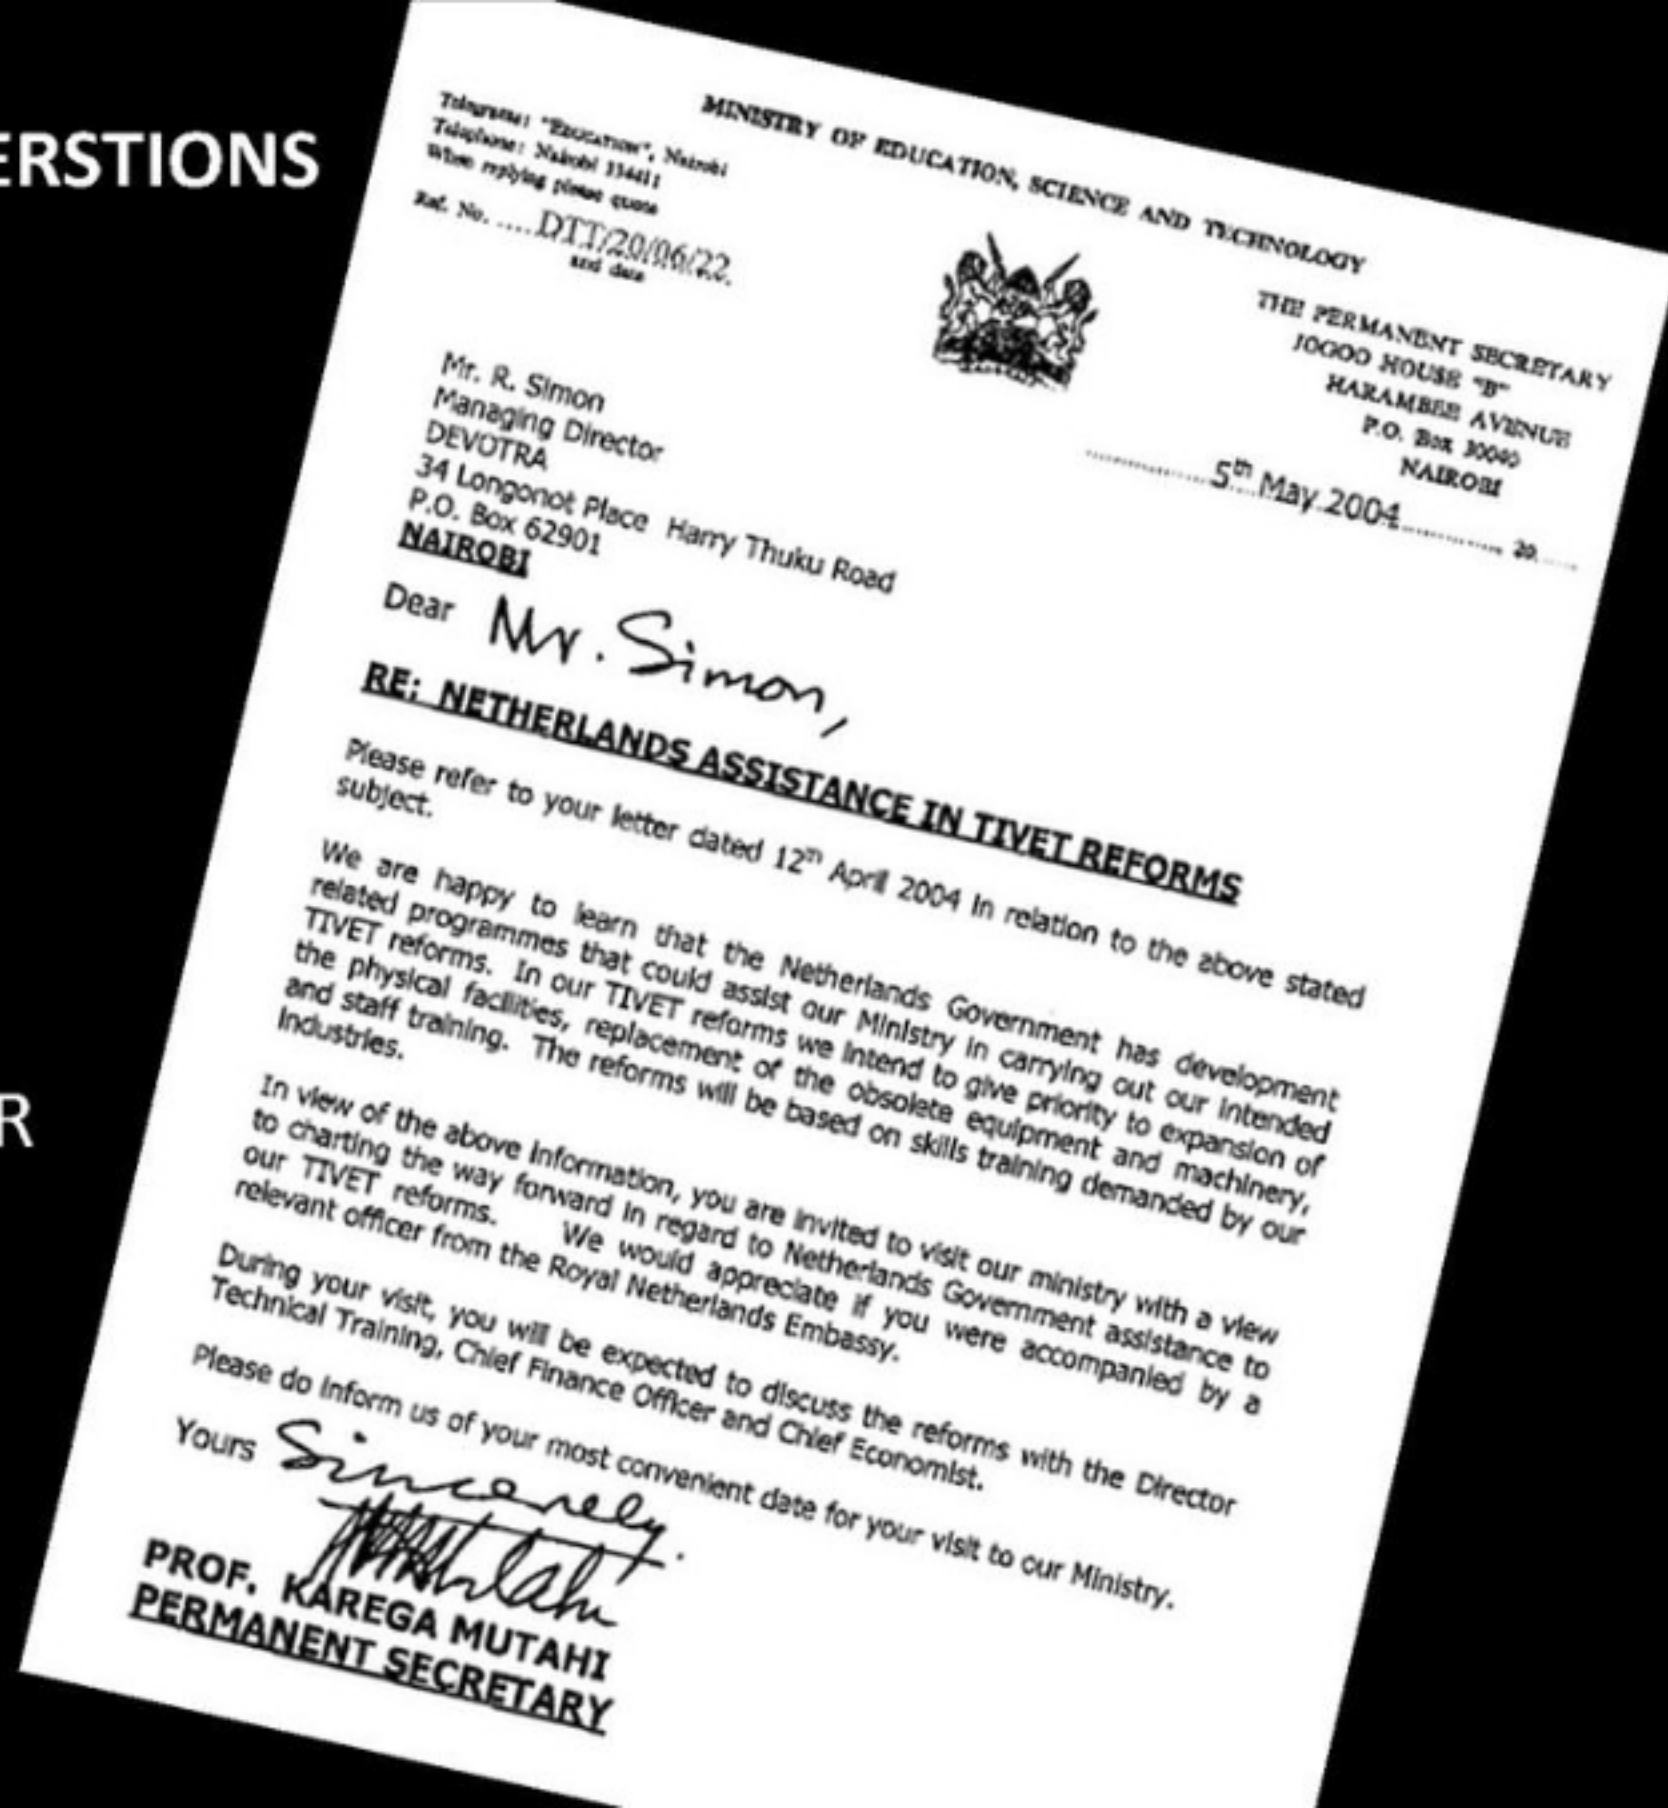 ERSTIONS
R
MINISTRY OF EDUCATION, SCIENCE AND TECHNOLOGY
Telegrams: "EDUCATION", Nairobi
Telephone: Nairobi 334411
When replying please quote
Ref. No. ....DTT/20/06/22
and date
THE PERMANENT SECRETARY
JOGOO HOUSE "B"
HARAMBEE AVENUE
P.O. Box 30040
NAIROBI
5th May 2004 20
Mr. R. Simon
Managing Director
DEVOTRA
34 Longonot Place Harry Thuku Road
P.O. Box 62901
NAIROBI
Dear Mr. Simon,
RE: NETHERLANDS ASSISTANCE IN TIVET REFORMS
Please refer to your letter dated 12th April 2004 in relation to the above stated
subject.
We are happy to learn that the Netherlands Government has development
related programmes that could assist our Ministry in carrying out our intended
TIVET reforms. In our TIVET reforms we intend to give priority to expansion of
the physical facilities, replacement of the obsolete equipment and machinery,
and staff training. The reforms will be based on skills training demanded by our
industries.
In view of the above information, you are invited to visit our ministry with a view
to charting the way forward in regard to Netherlands Government assistance to
our TIVET reforms. We would appreciate if you were accompanied by a
relevant officer from the Royal Netherlands Embassy.
During your visit, you will be expected to discuss the reforms with the Director
Technical Training, Chief Finance Officer and Chief Economist.
Please do inform us of your most convenient date for your visit to our Ministry.
Yours Sincerely.
PROF. KAREGA MUTAHI
PERMANENT SECRETARY